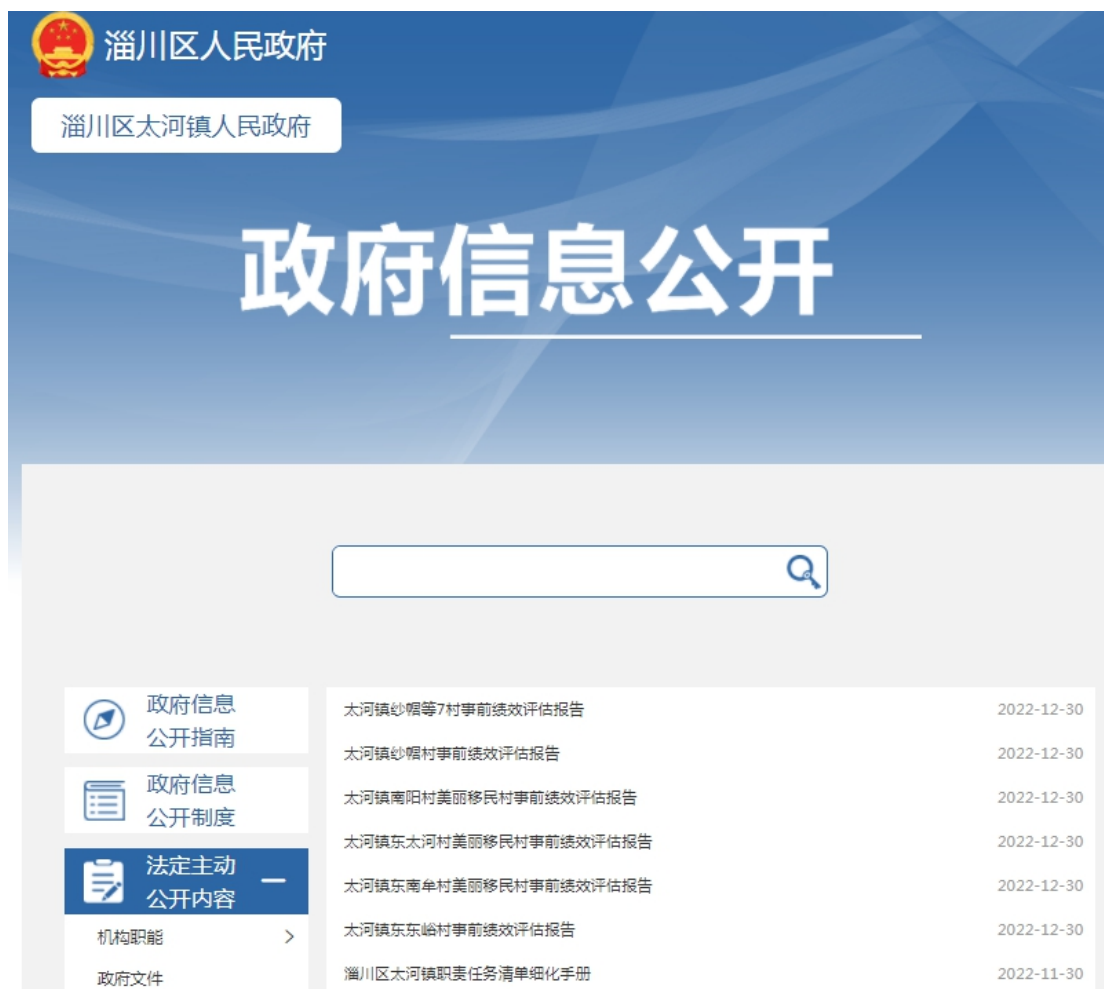 淄川区人民政府
淄川区太河镇人民政府
政府信息公开
政府信息
公开指南
政府信息
公开制度
法定主动
公开内容
机构职能
政府文件
太河镇纱帽等7村事前绩效评估报告 2022-12-30
太河镇纱帽村事前绩效评估报告 2022-12-30
太河镇南阳村美丽移民村事前绩效评估报告 2022-12-30
太河镇东太河村美丽移民村事前绩效评估报告 2022-12-30
太河镇东南牟村美丽移民村事前绩效评估报告 2022-12-30
太河镇东东峪村事前绩效评估报告 2022-12-30
淄川区太河镇职责任务清单细化手册 2022-11-30